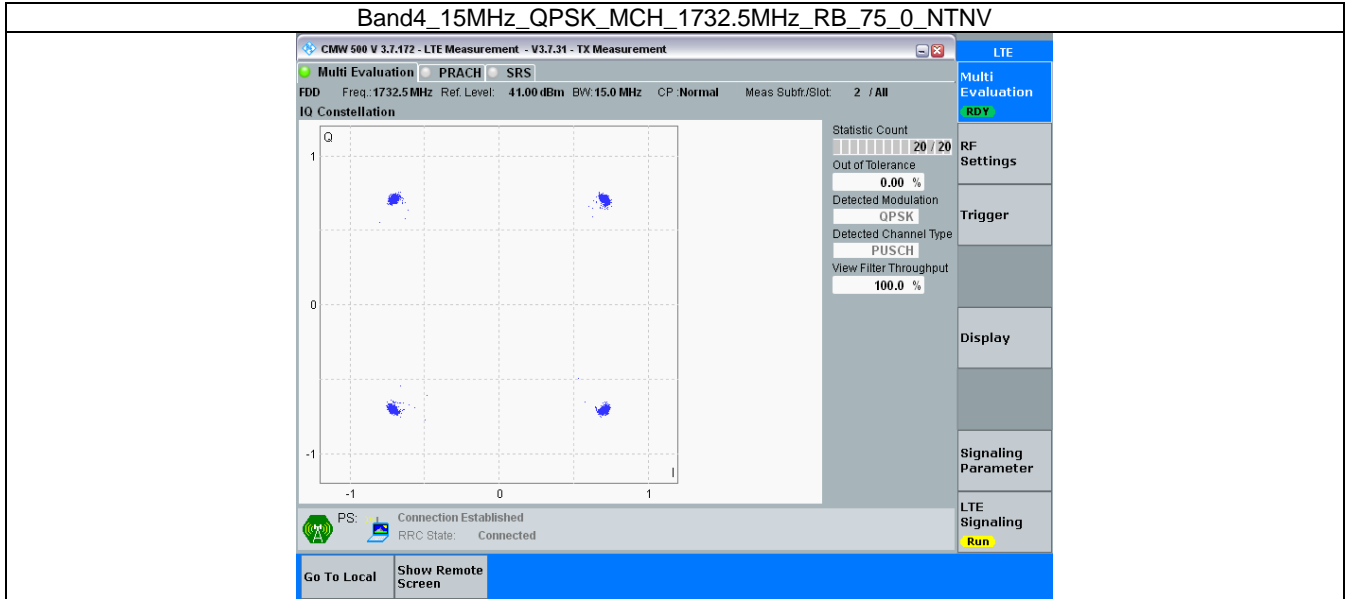 Band4_15MHz_QPSK_MCH_1732.5MHz_RB_75_0_NTNV
CMW 500 V 3.7.172 - LTE Measurement - V3.7.31 - TX Measurement
LTE
Multi Evaluation PRACH SRS
FDD Freq.:1732.5 MHz Ref. Level: 41.00 dBm BW:15.0 MHz CP :Normal Meas Subfr./Slot: 2 / All
IQ Constellation
Q
1
0
-1
I
-1 0 1
Statistic Count
20 / 20
Out of Tolerance
0.00 %
Detected Modulation
QPSK
Detected Channel Type
PUSCH
View Filter Throughput
100.0 %
Multi
Evaluation
RDY
RF
Settings
Trigger
Display
Signaling
Parameter
LTE
Signaling
Run
PS: Connection Established
RRC State: Connected
Go To Local
Show Remote
Screen